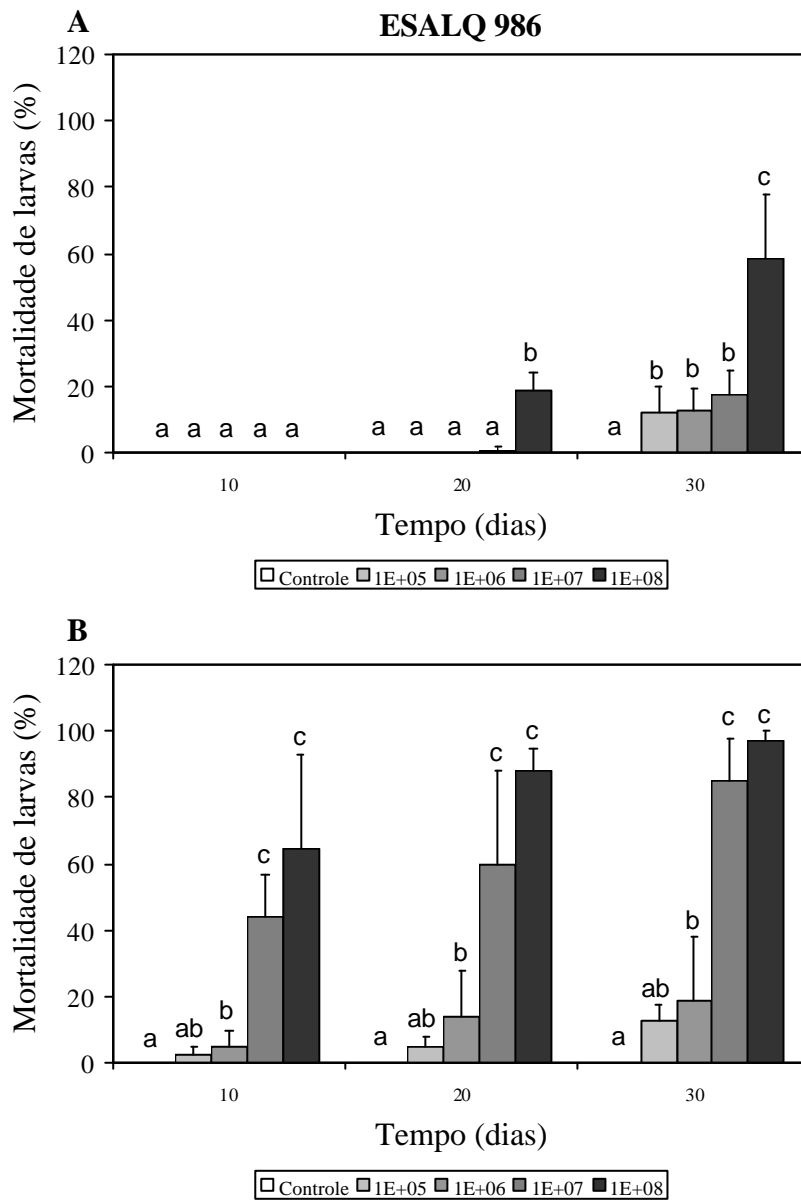 A
ESALQ 986
120
100
80
60
40
20
0
Mortalidade de larvas (%)
a a a a a
a a a a b
a b b b c
10 20 30
Tempo (dias)
Controle 1E+05 1E+06 1E+07 1E+08
B
120
100
80
60
40
20
0
Mortalidade de larvas (%)
a ab b c c
a ab b c c
a ab b c c
10 20 30
Tempo (dias)
Controle 1E+05 1E+06 1E+07 1E+08